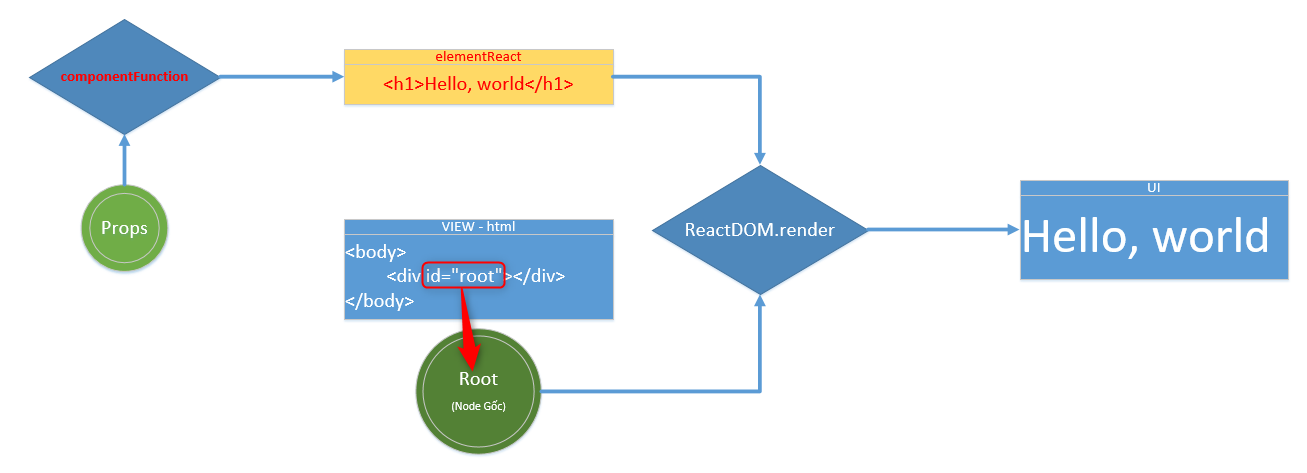 componentFunction
Props
elementReact
<h1>Hello, world</h1>
VIEW - html
<body>
<div id="root"></div>
</body>
Root
(Node Gốc)
ReactDOM.render
UI
Hello, world